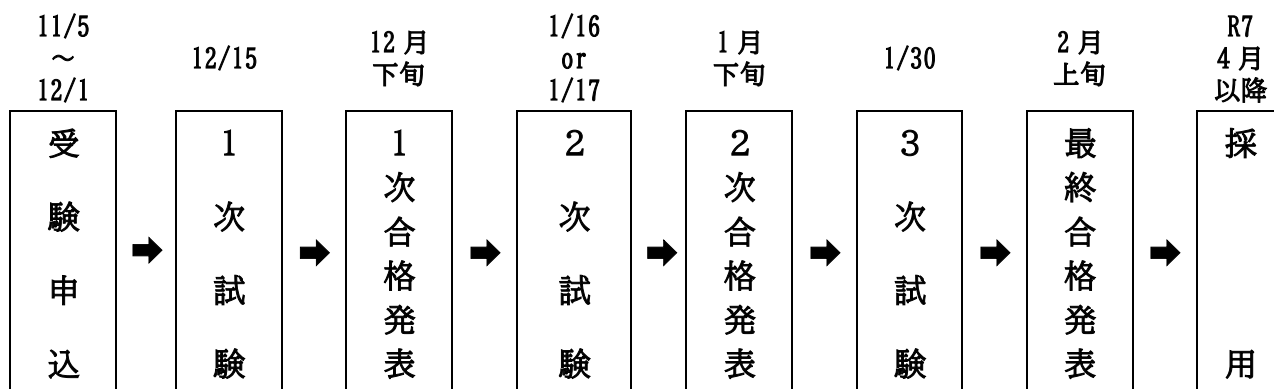 11/5
～
12/1
受験申込
12/15
1次試験
12月
下旬
1次合格発表
1/16
or
1/17
2次試験
1月
下旬
2次合格発表
1/30
3次試験
2月
上旬
最終合格発表
R7
4月
以降
採用